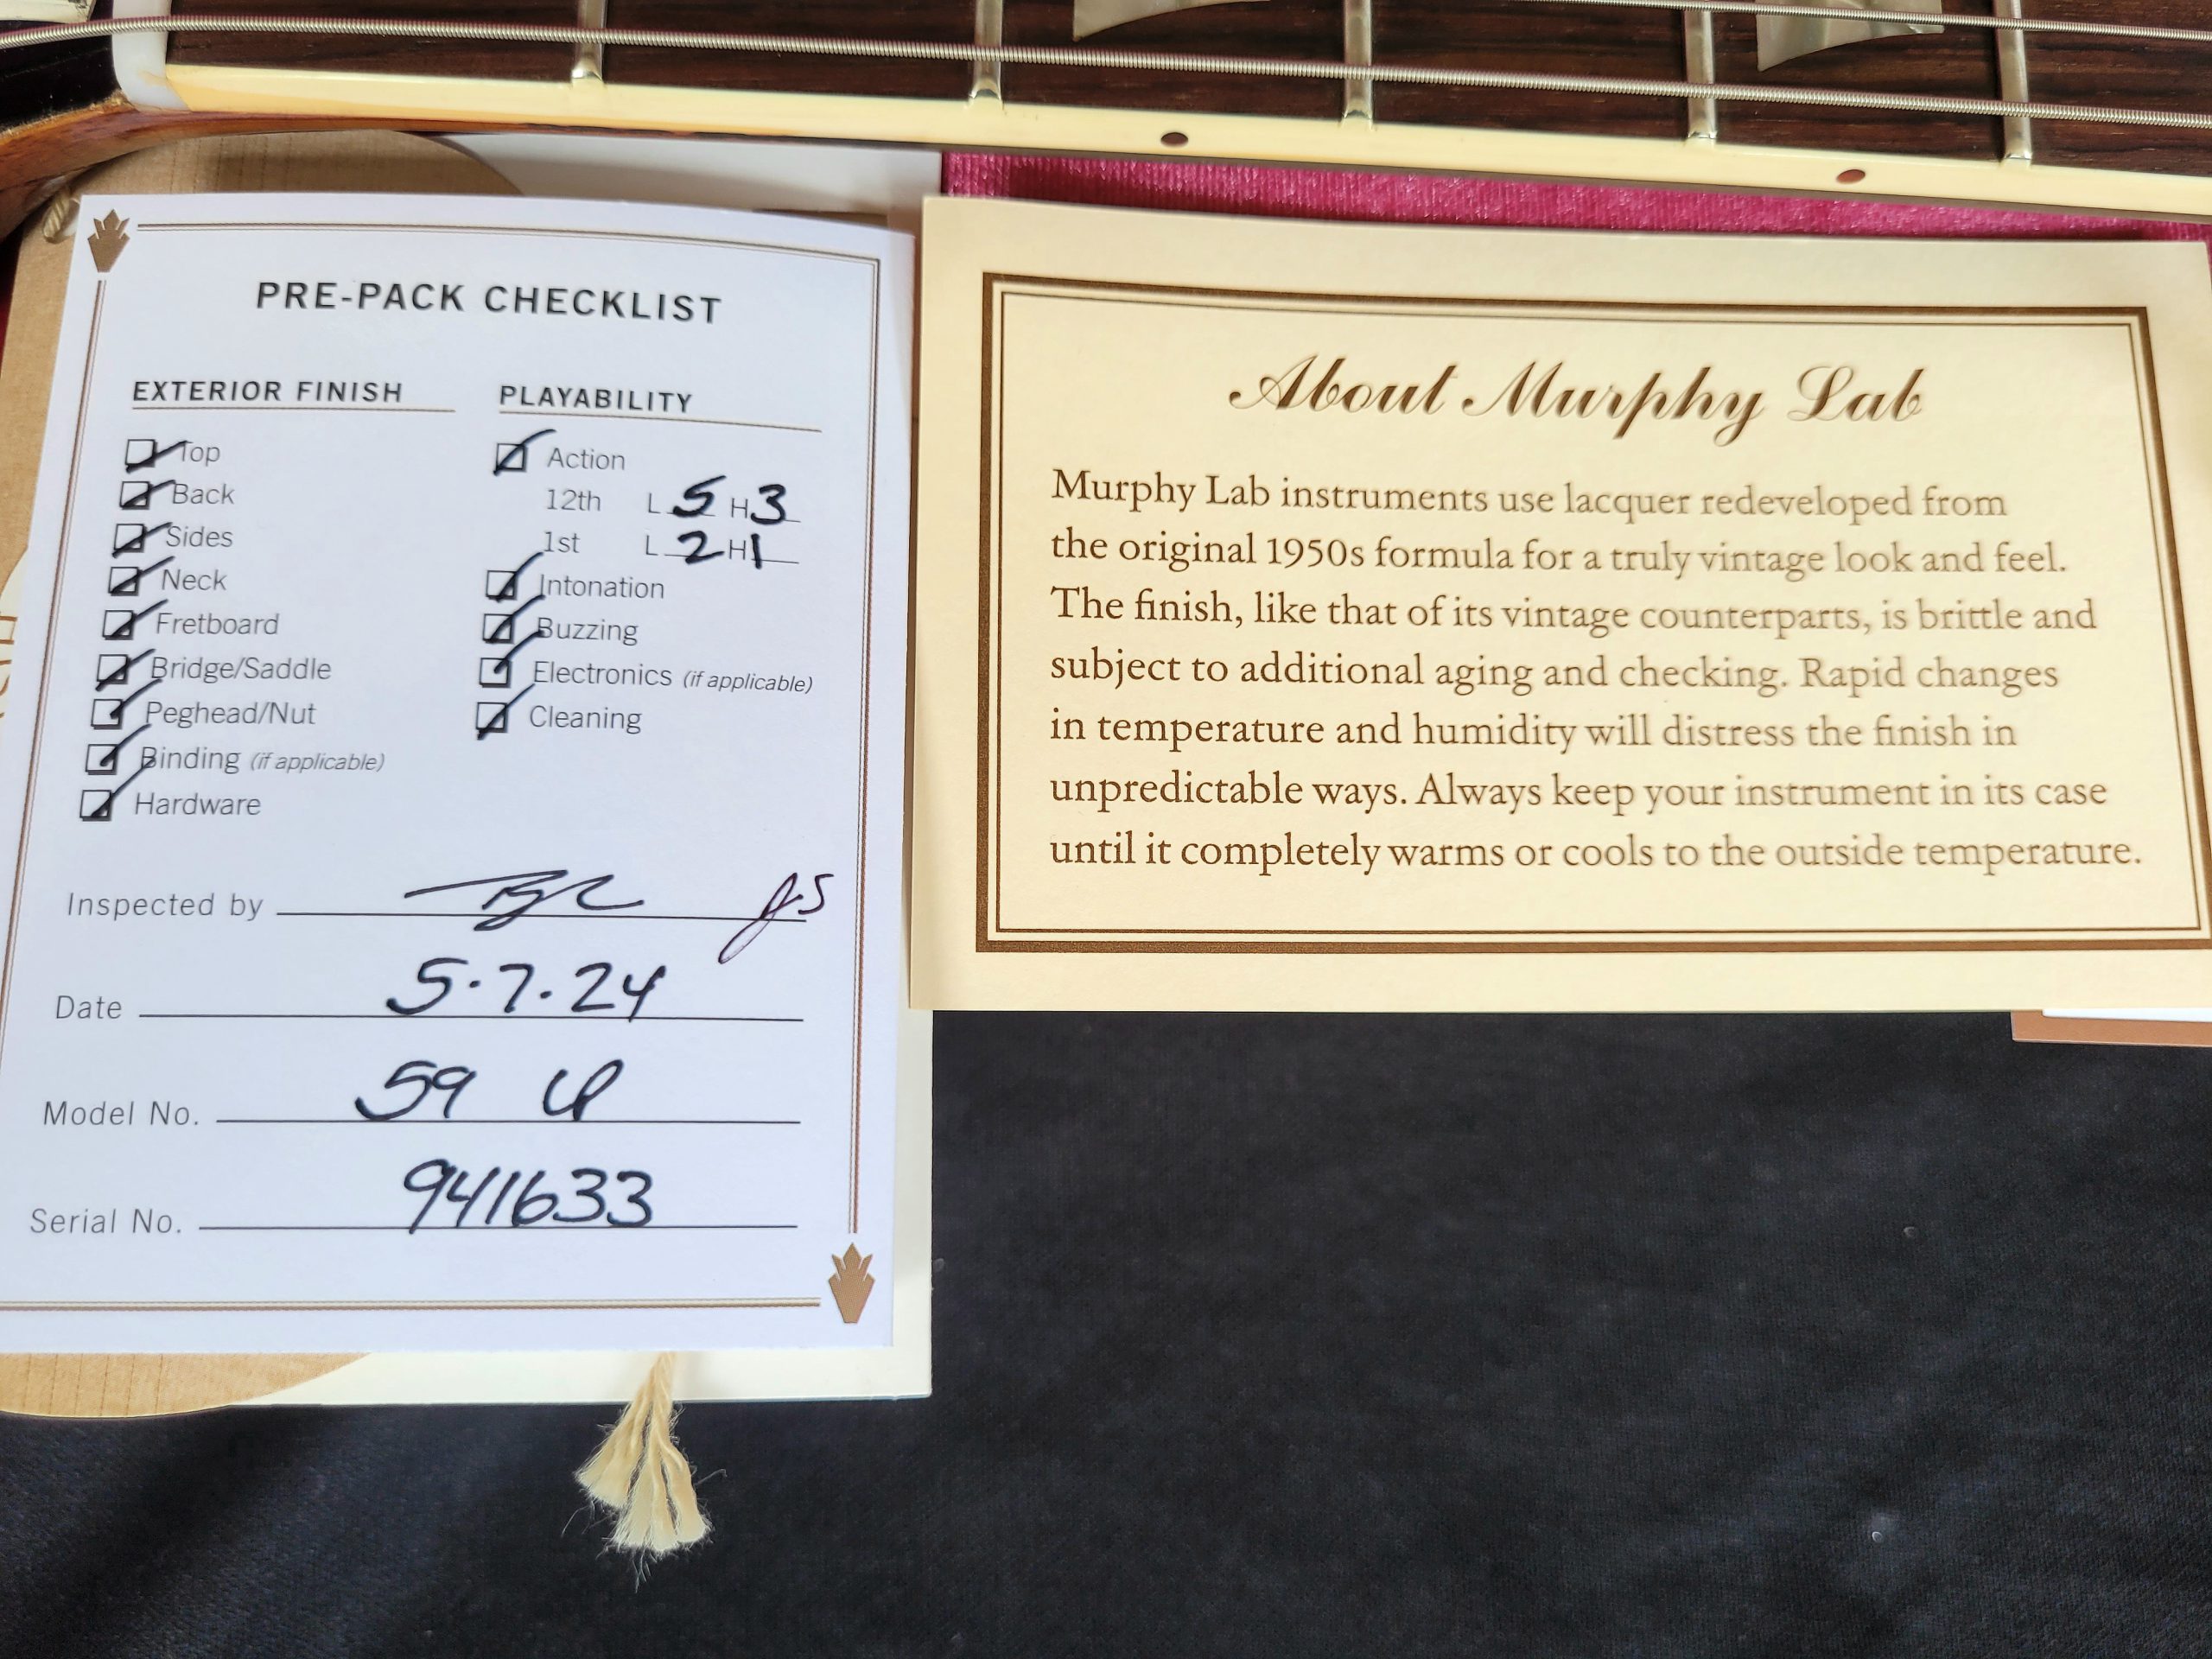 PRE-PACK CHECKLIST
EXTERIOR FINISH
Top
Back
Sides
Neck
Fretboard
Bridge/Saddle
Peghead/Nut
Binding (if applicable)
Hardware
PLAYABILITY
Action
12th L 5 H 3
1st L 2 H 1
Intonation
Buzzing
Electronics (if applicable)
Cleaning
Inspected by J.S
Date 5.7.24
Model No. 59 LP
Serial No. 941633
About Murphy Lab
Murphy Lab instruments use lacquer redeveloped from
the original 1950s formula for a truly vintage look and feel.
The finish, like that of its vintage counterparts, is brittle and
subject to additional aging and checking. Rapid changes
in temperature and humidity will distress the finish in
unpredictable ways. Always keep your instrument in its case
until it completely warms or cools to the outside temperature.